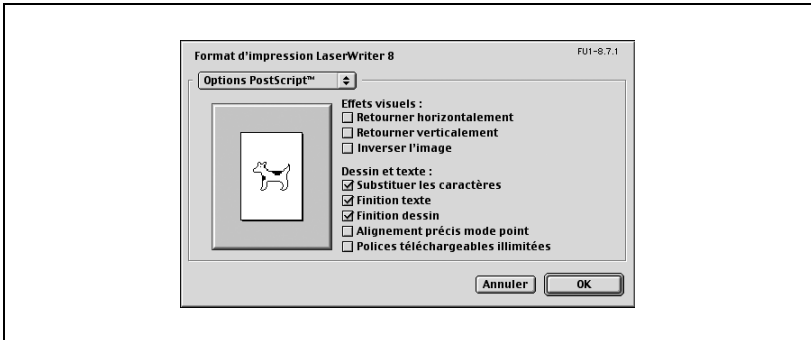 Format d'impression LaserWriter 8
FU1-8.7.1
Options PostScript™
Effets visuels :
Retourner horizontalement
Retourner verticalement
Inverser l'image
Dessin et texte :
Substituer les caractères
Finition texte
Finition dessin
Alignement précis mode point
Polices téléchargeables illimitées
Annuler
OK